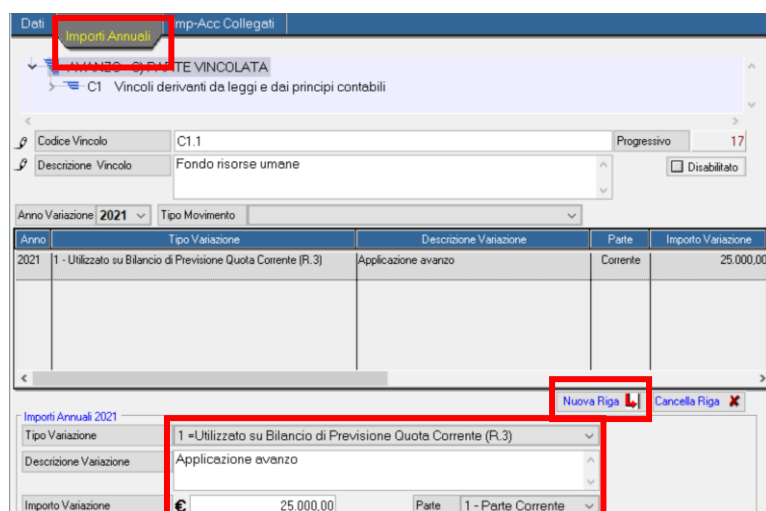 Dati Importi Annuali Imp-Acc Collegati
AVANZO - C) PARTE VINCOLATA
C1 Vincoli derivanti da leggi e dai principi contabili
Codice Vincolo C1.1 Progressivo 17
Descrizione Vincolo Fondo risorse umane Disabilitato
Anno Variazione 2021 Tipo Movimento
Anno Tipo Variazione Descrizione Variazione Parte Importo Variazione
2021 1 - Utilizzato su Bilancio di Previsione Quota Corrente (R.3) Applicazione avanzo Corrente 25.000,00
Nuova Riga Cancella Riga
Importi Annuali 2021
Tipo Variazione 1 =Utilizzato su Bilancio di Previsione Quota Corrente (R.3)
Descrizione Variazione Applicazione avanzo
Importo Variazione € 25.000,00 Parte 1 - Parte Corrente